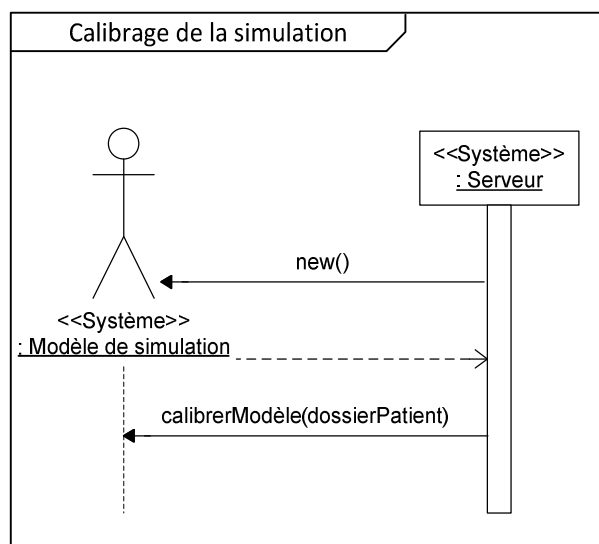 Calibrage de la simulation
<<Système>>
: Serveur
new()
<<Système>>
: Modèle de simulation
calibrerModèle(dossierPatient)